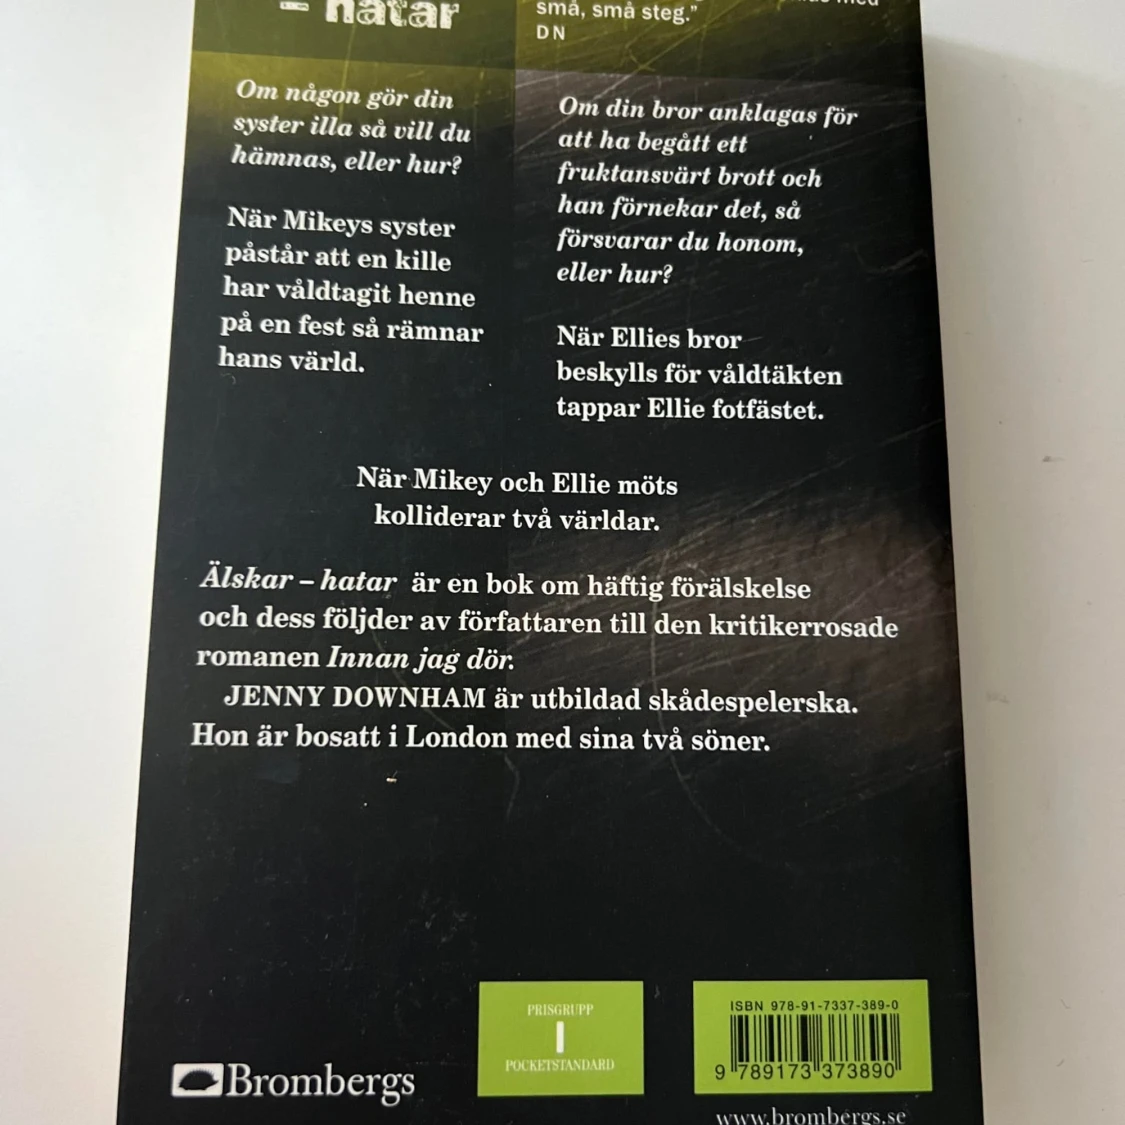 – hatar
små, små steg."
DN
Om någon gör din
syster illa så vill du
hämnas, eller hur?
När Mikeys syster
påstår att en kille
har våldtagit henne
på en fest så rämnar
hans värld.
Om din bror anklagas för
att ha begått ett
fruktansvärt brott och
han förnekar det, så
försvarar du honom,
eller hur?
När Ellies bror
beskylls för våldtäkten
tappar Ellie fotfästet.
När Mikey och Ellie möts
kolliderar två världar.
Älskar – hatar är en bok om häftig förälskelse
och dess följder av författaren till den kritikerrosade
romanen Innan jag dör.
JENNY DOWNHAM är utbildad skådespelerska.
Hon är bosatt i London med sina två söner.
Brombergs
PRISGRUPP
I
POCKETSTANDARD
ISBN 978-91-7337-389-0
9 789173 373890
www.brombergs.se